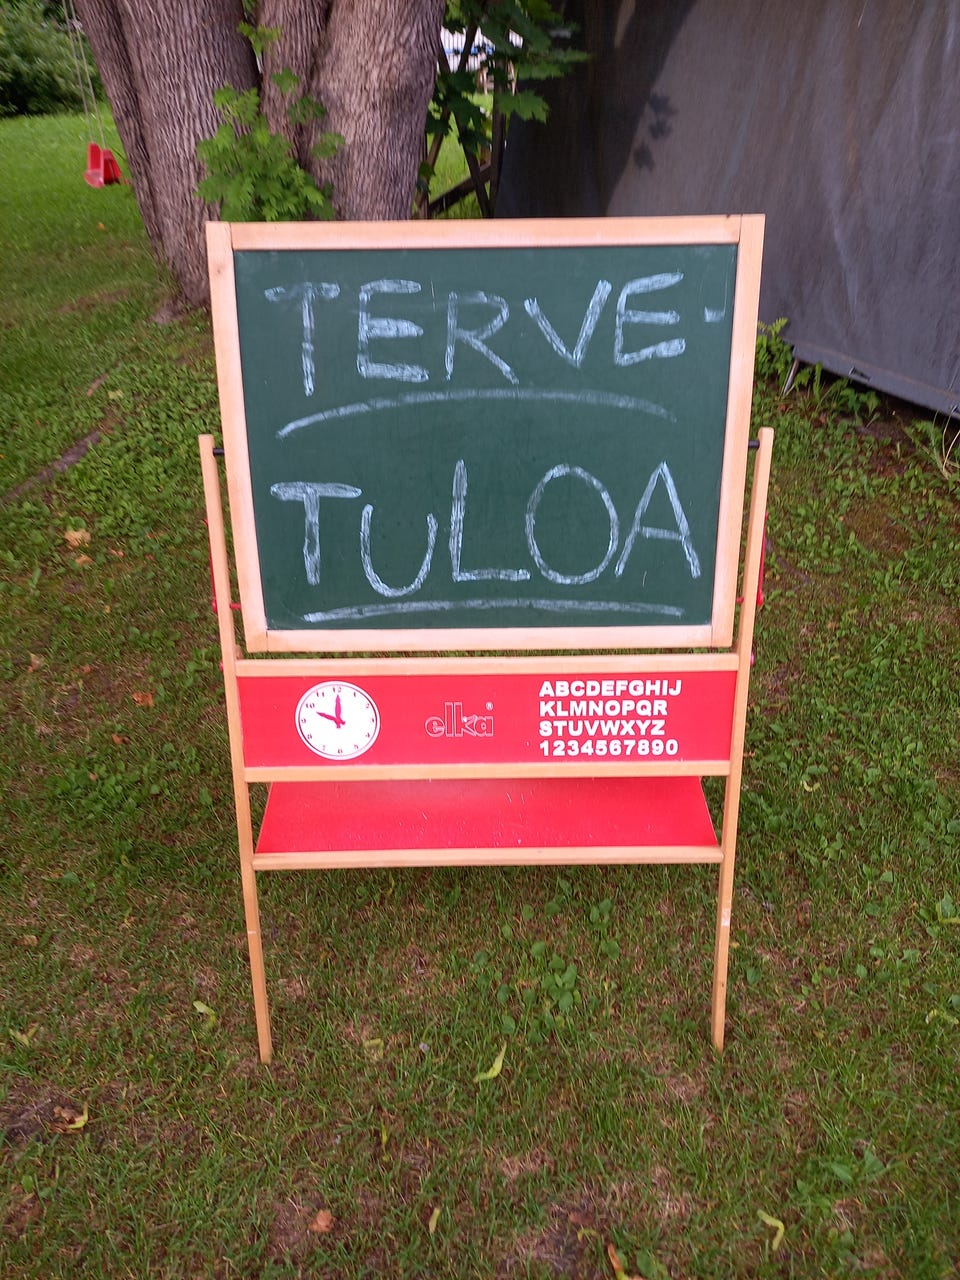 TERVE-
TULOA
elka®
ABCDEFGHIJ
KLMNOPQR
STUVWXYZ
1234567890